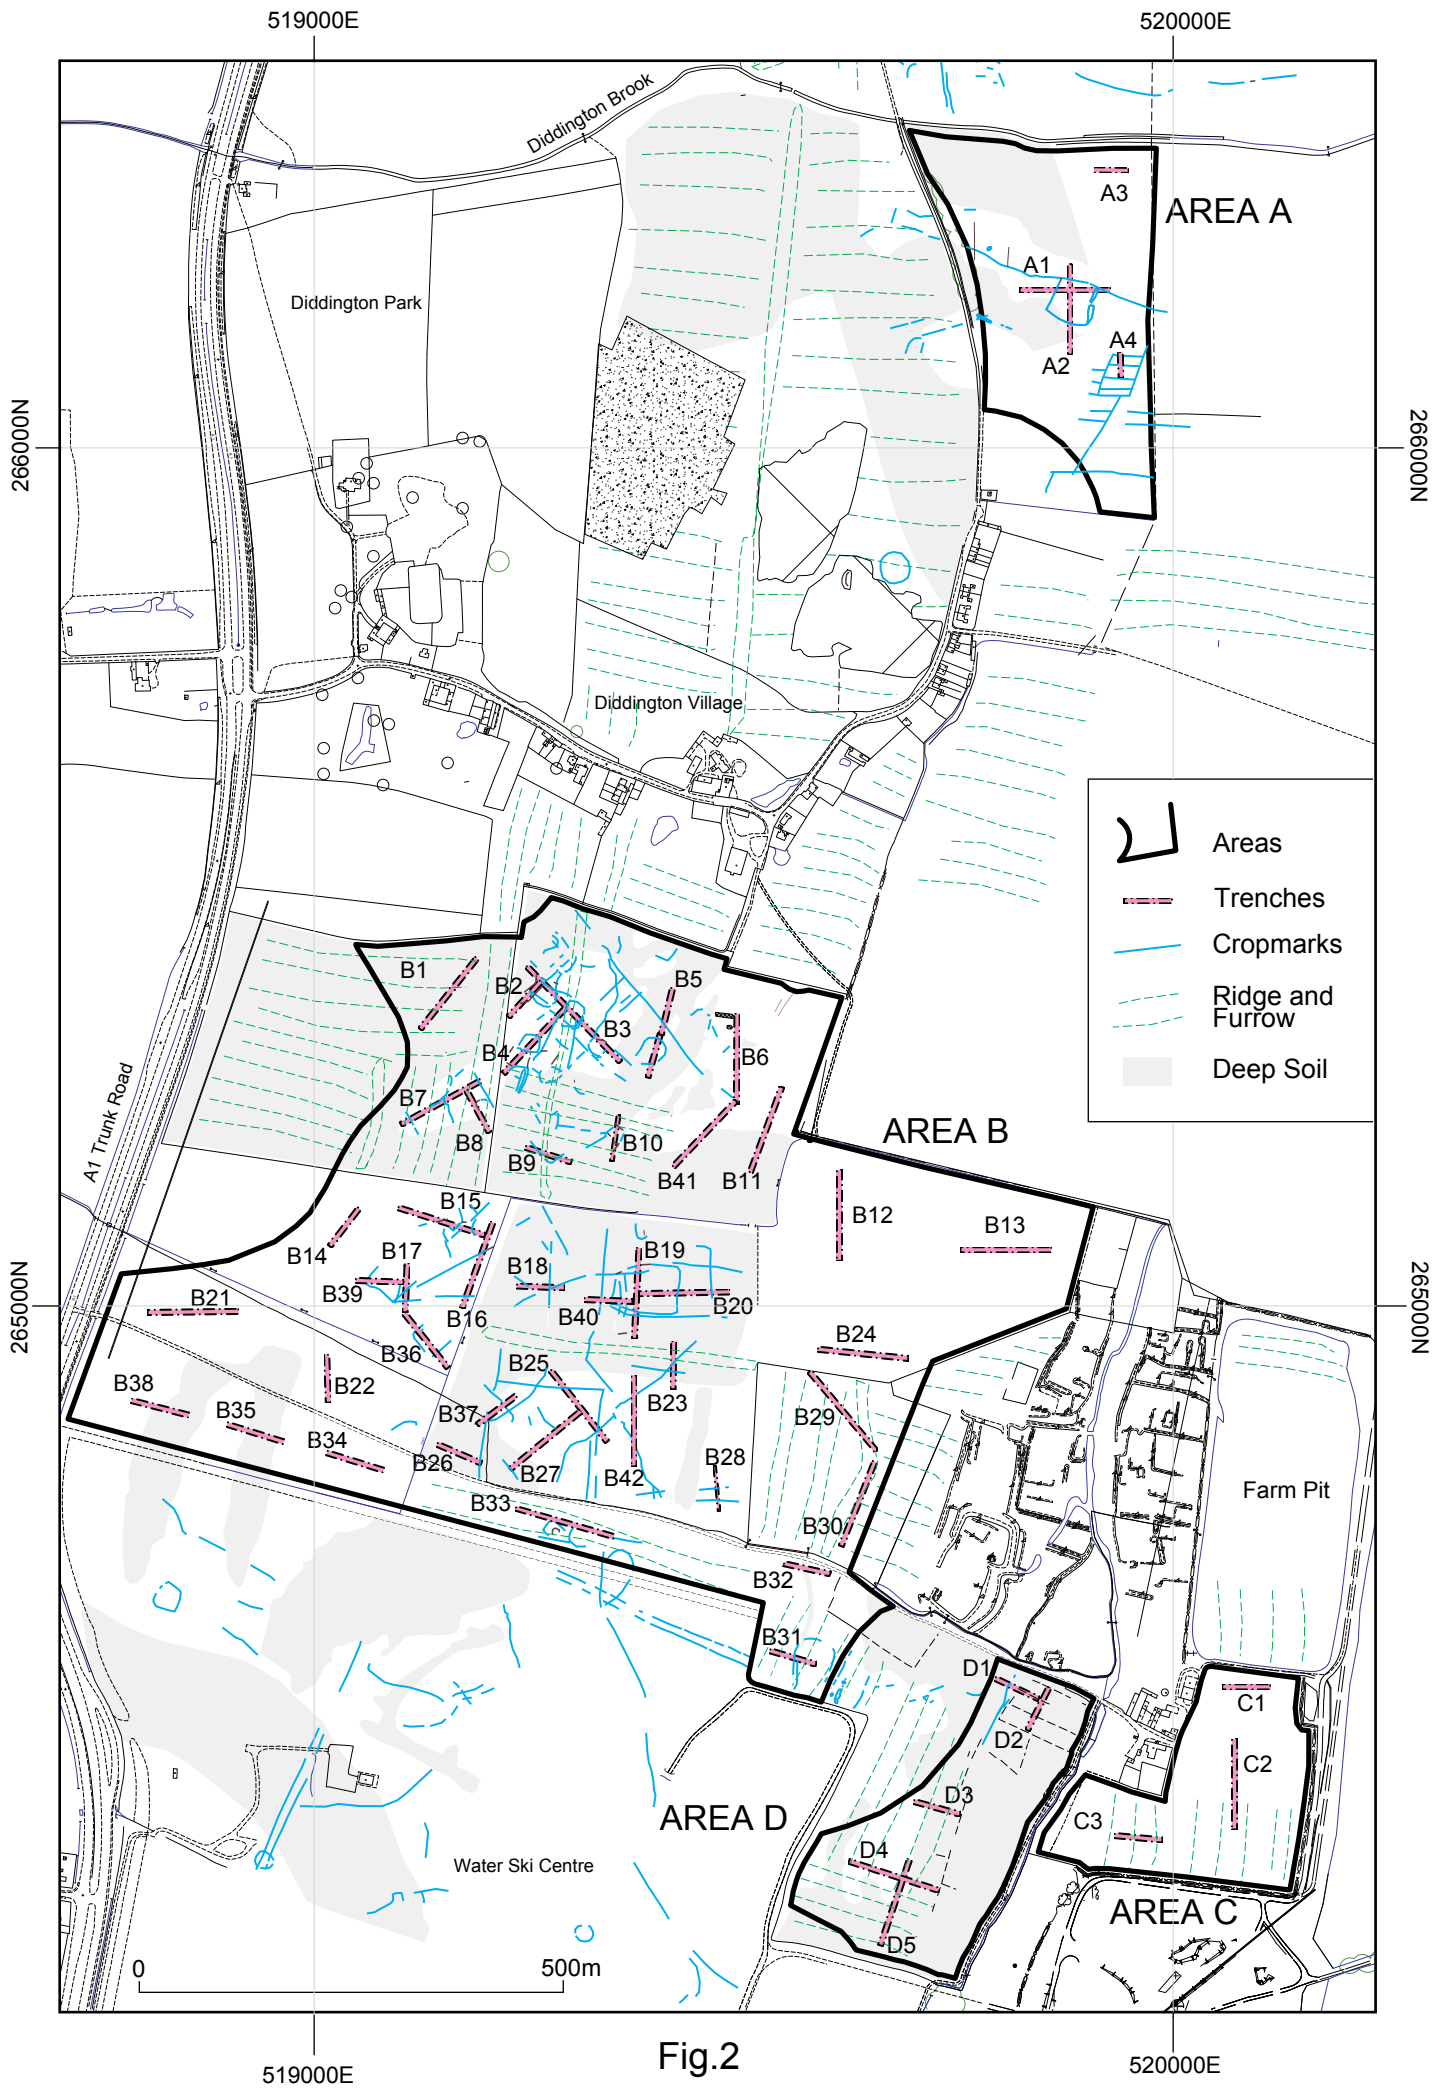 519000E
520000E
Diddington Brook
A3
AREA A
A1
Diddington Park
A4
A2
266000N
266000N
Diddington Village
Areas
Trenches
Cropmarks
Ridge and
Furrow
Deep Soil
B1
B2
B5
B3
B4
B6
A1 Trunk Road
B7
B8
B10
AREA B
B9
B41
B11
B15
B12
B13
B14
B17
B19
B18
B39
B21
B16
B40
B20
265000N
265000N
B36
B24
B25
B22
B23
B38
B37
B29
B35
B34
B26
B27
B42
B28
Farm Pit
B33
B30
B32
B31
D1
C1
D2
C2
D3
AREA D
C3
D4
Water Ski Centre
AREA C
D5
0
500m
Fig.2
519000E
520000E